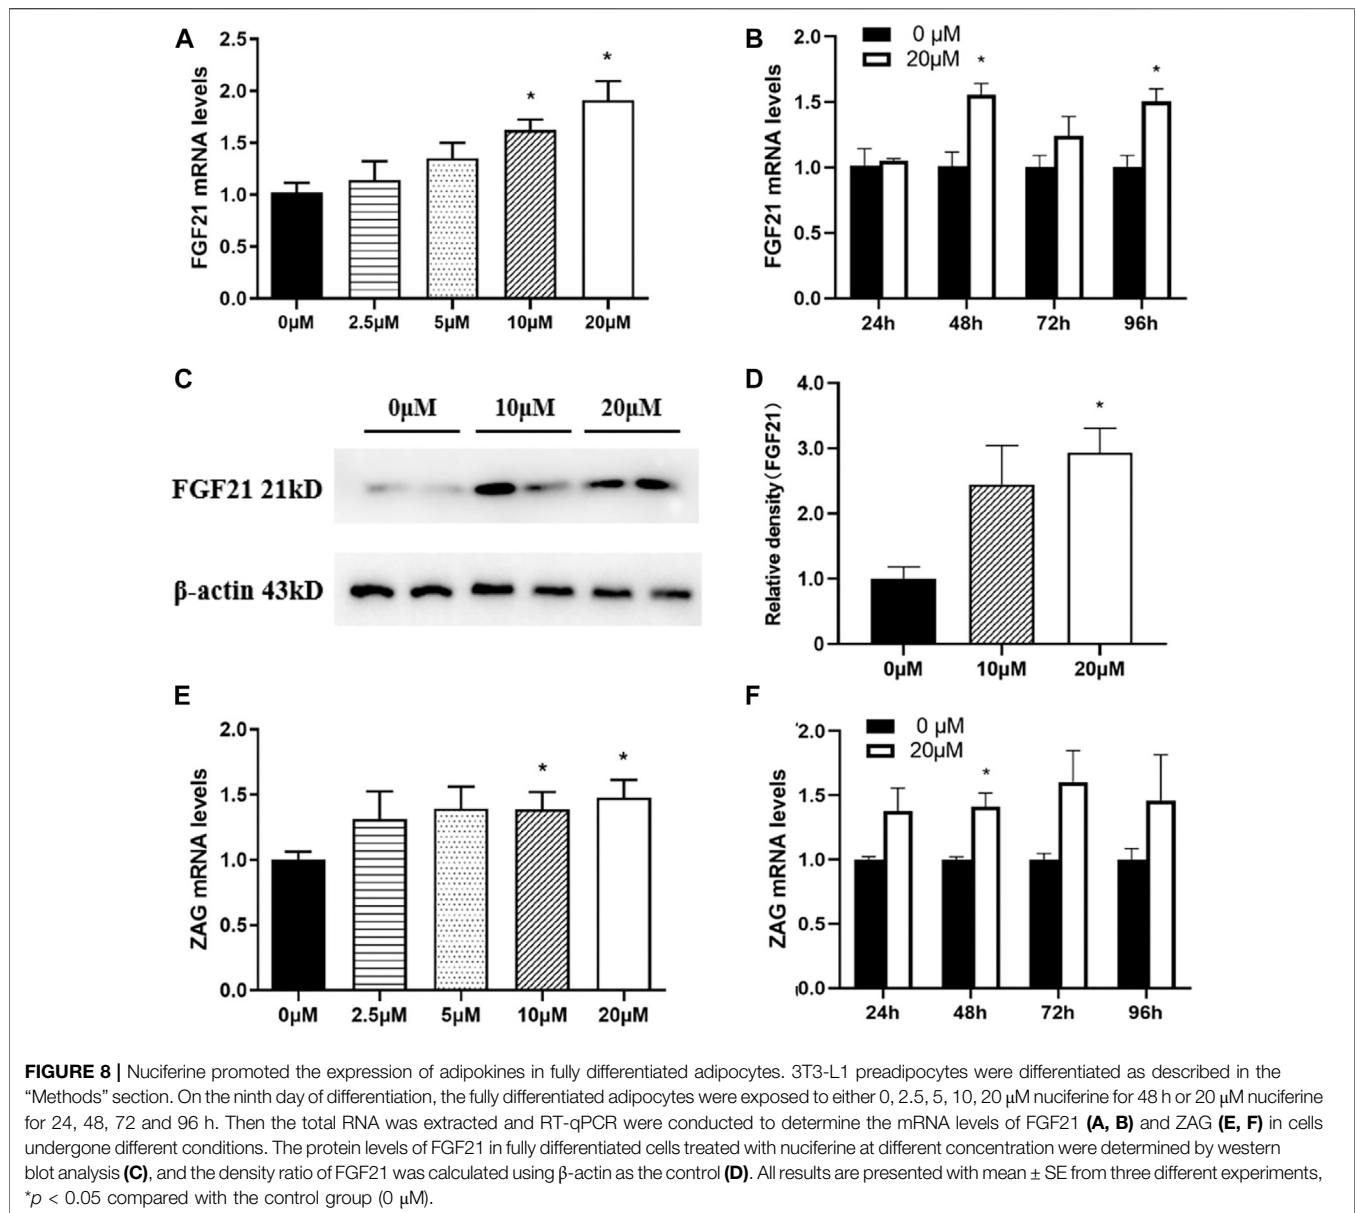 A
2.5
2.0
1.5
1.0
0.5
0.0
FGF21 mRNA levels
*
*
0μM
2.5μM
5μM
10μM
20μM
B
2.0
1.5
1.0
0.5
0.0
FGF21 mRNA levels
0 μM
20μM
*
*
24h
48h
72h
96h
C
0μM
10μM
20μM
FGF21 21kD
β-actin 43kD
D
4.0
3.0
2.0
1.0
0
Relative density(FGF21)
*
0μM
10μM
20μM
E
2.0
1.5
1.0
0.5
0.0
ZAG mRNA levels
*
*
0μM
2.5μM
5μM
10μM
20μM
F
2.0
1.5
1.0
0.5
0.0
ZAG mRNA levels
0 μM
20μM
*
24h
48h
72h
96h
FIGURE 8 | Nuciferine promoted the expression of adipokines in fully differentiated adipocytes. 3T3-L1 preadipocytes were differentiated as described in the
“Methods” section. On the ninth day of differentiation, the fully differentiated adipocytes were exposed to either 0, 2.5, 5, 10, 20 μM nuciferine for 48 h or 20 μM nuciferine
for 24, 48, 72 and 96 h. Then the total RNA was extracted and RT-qPCR were conducted to determine the mRNA levels of FGF21 (A, B) and ZAG (E, F) in cells
undergone different conditions. The protein levels of FGF21 in fully differentiated cells treated with nuciferine at different concentration were determined by western
blot analysis (C), and the density ratio of FGF21 was calculated using β-actin as the control (D). All results are presented with mean ± SE from three different experiments,
*p < 0.05 compared with the control group (0 μM).